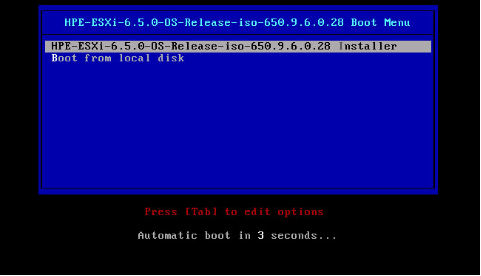 HPE-ESXi-6.5.0-OS-Release-iso-650.9.6.0.28 Boot Menu
HPE-ESXi-6.5.0-OS-Release-iso-650.9.6.0.28 Installer
Boot from local disk
Press [Tab] to edit options
Automatic boot in 3 seconds...